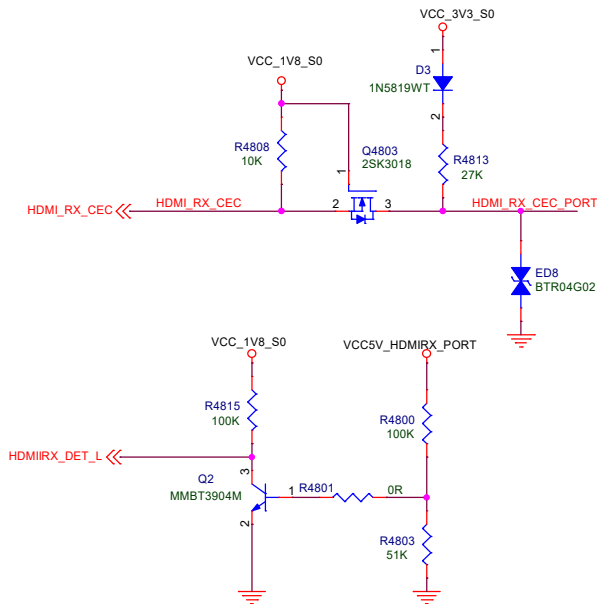 VCC_3V3_S0
1
D3
1N5819WT
2
VCC_1V8_S0
R4808
10K
Q4803
2SK3018
1
R4813
27K
HDMI_RX_CEC
HDMI_RX_CEC
2
3
HDMI_RX_CEC_PORT
ED8
BTR04G02
VCC_1V8_S0
VCC5V_HDMIRX_PORT
R4815
100K
R4800
100K
HDMIIRX_DET_L
3
Q2
MMBT3904M
1
R4801
0R
2
R4803
51K